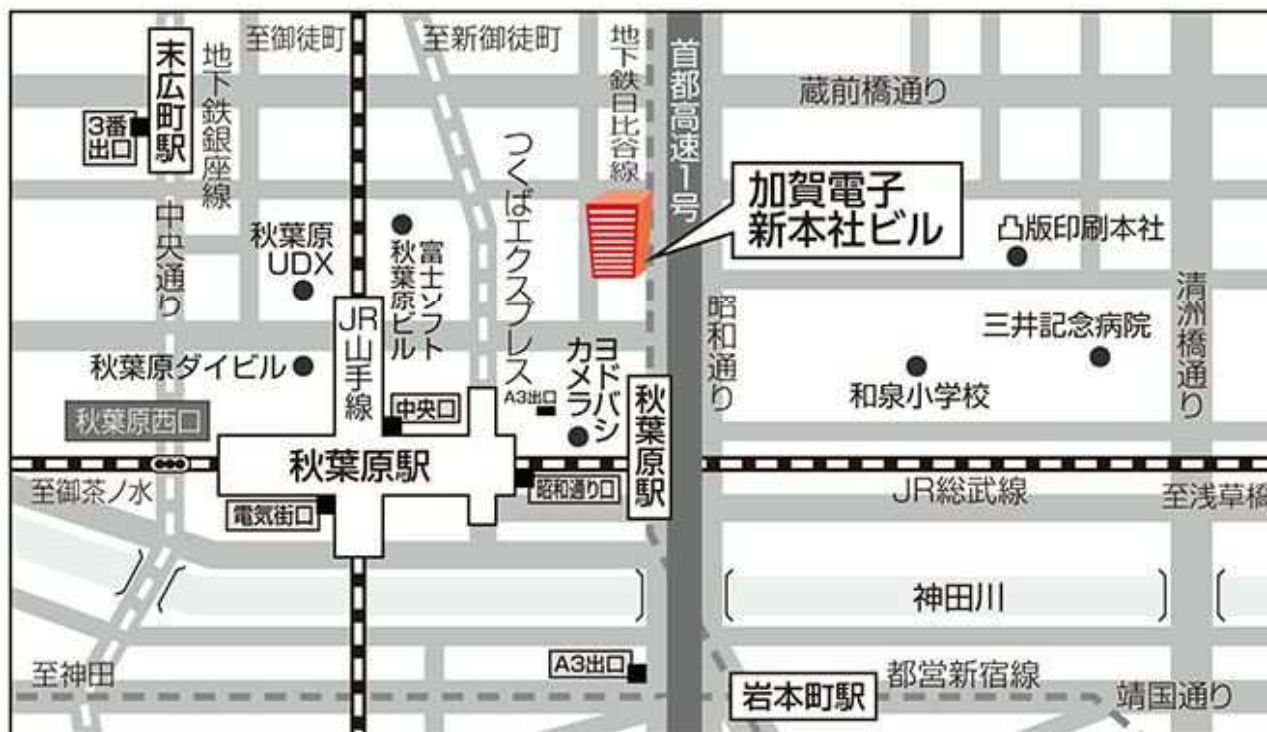 至御徒町
至新御徒町
地下鉄日比谷線
首都高速1号
末広町駅
地下鉄銀座線
蔵前橋通り
3番
出口
つくばエクスプレス
加賀電子
新本社ビル
中央通り
秋葉原
UDX
富士ソフト
秋葉原ビル
凸版印刷本社
清洲橋通り
JR山手線
昭和通り
三井記念病院
秋葉原ダイビル
ヨドバシ
カメラ
和泉小学校
A3出口
中央口
秋葉原西口
秋葉原駅
秋葉原駅
至御茶ノ水
昭和通り口
JR総武線
至浅草橋
電気街口
神田川
A3出口
至神田
岩本町駅
都営新宿線
靖国通り